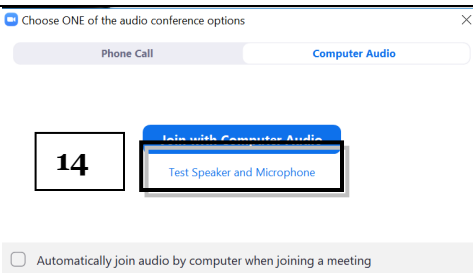 Choose ONE of the audio conference options
Phone Call
Computer Audio
Join with Computer Audio
14
Test Speaker and Microphone
Automatically join audio by computer when joining a meeting